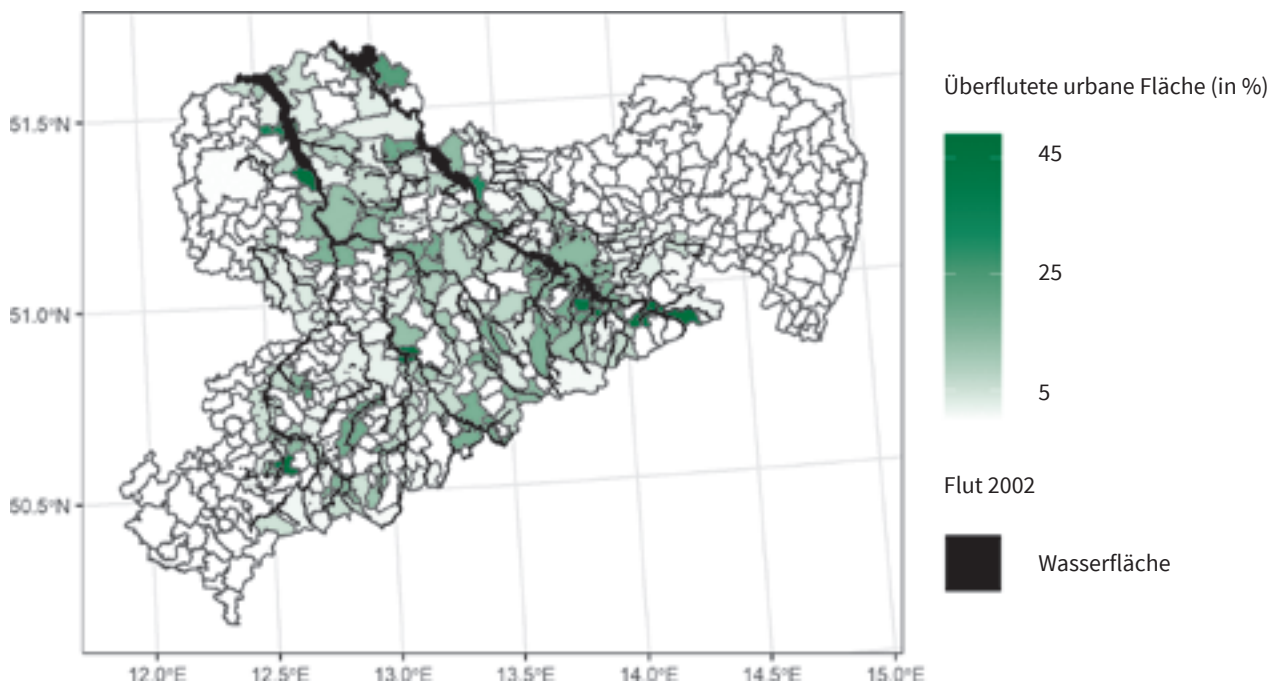 Überflutete urbane Fläche (in %)
45
25
5
Flut 2002
Wasserfläche
51.5°N
51.0°N
50.5°N
12.0°E 12.5°E 13.0°E 13.5°E 14.0°E 14.5°E 15.0°E